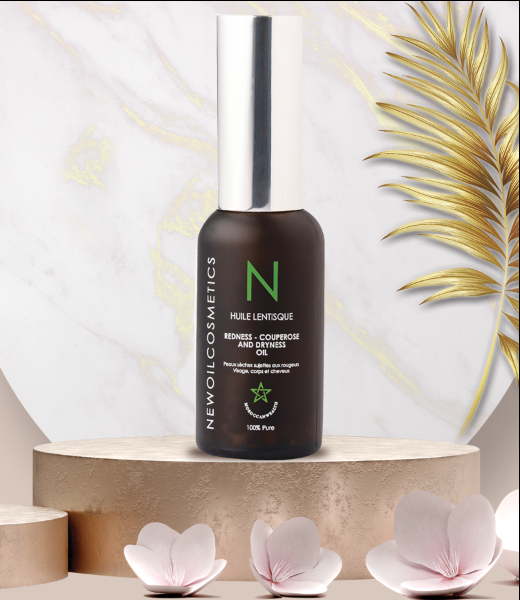 NEWOILCOSMETICS
N
HUILE LENTISQUE
REDNESS - COUPEROSE
AND DRYNESS
OIL
Peaux sèches sujettes aux rougeurs
Visage, corps et cheveux
MOROCCANWEALTH
100% Pure